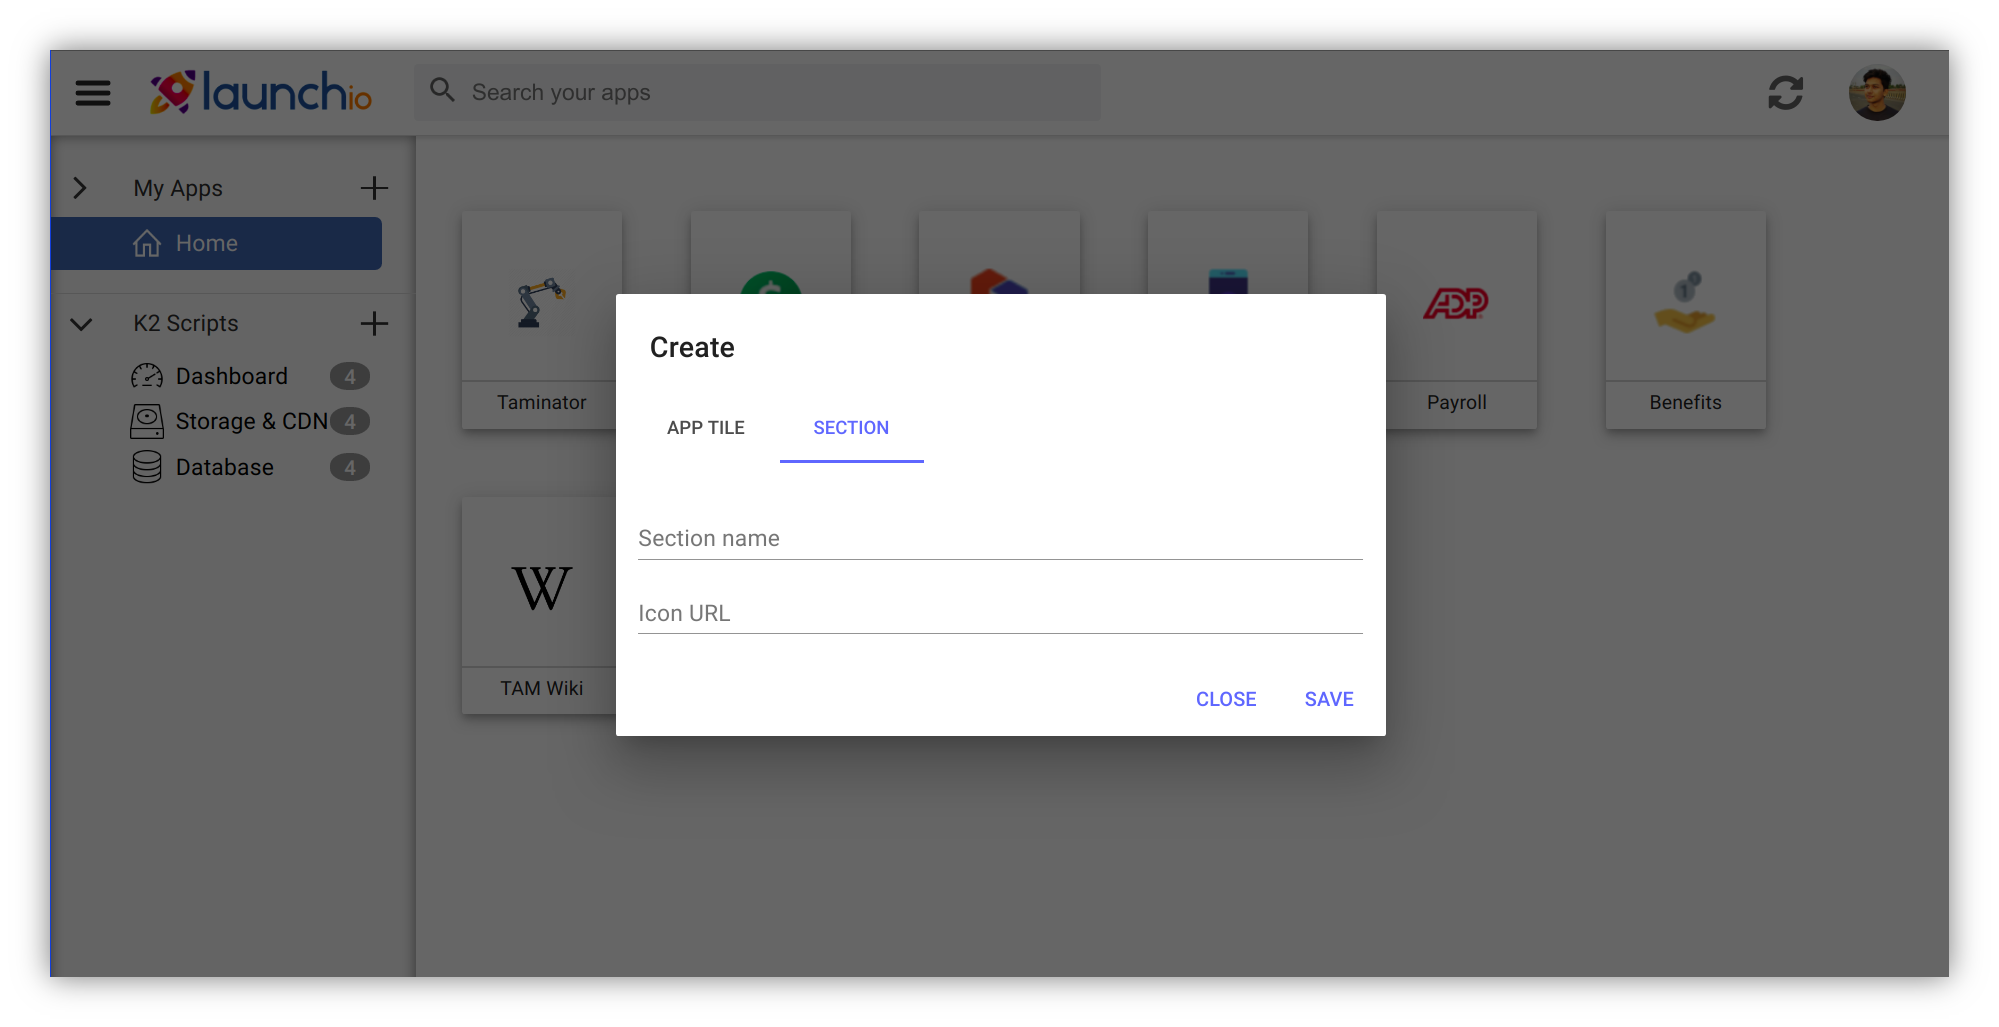 launchio
Search your apps
My Apps
Home
K2 Scripts
Dashboard 4
Storage & CDN 4
Database 4
Taminator
ADP
Payroll
1
Benefits
W
TAM Wiki
Create
APP TILE SECTION
Section name
Icon URL
CLOSE SAVE